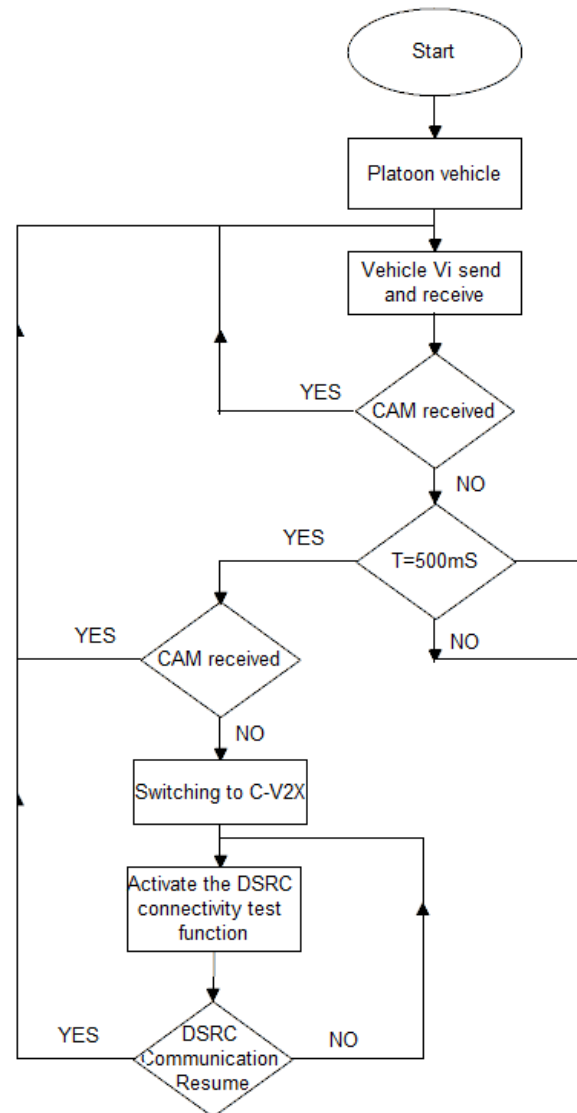 Start
Platoon vehicle
Vehicle Vi send
and receive
YES
CAM received
NO
YES
T=500mS
NO
YES
CAM received
NO
Switching to C-V2X
Activate the DSRC
connectivity test
function
YES
DSRC
Communication
Resume
NO